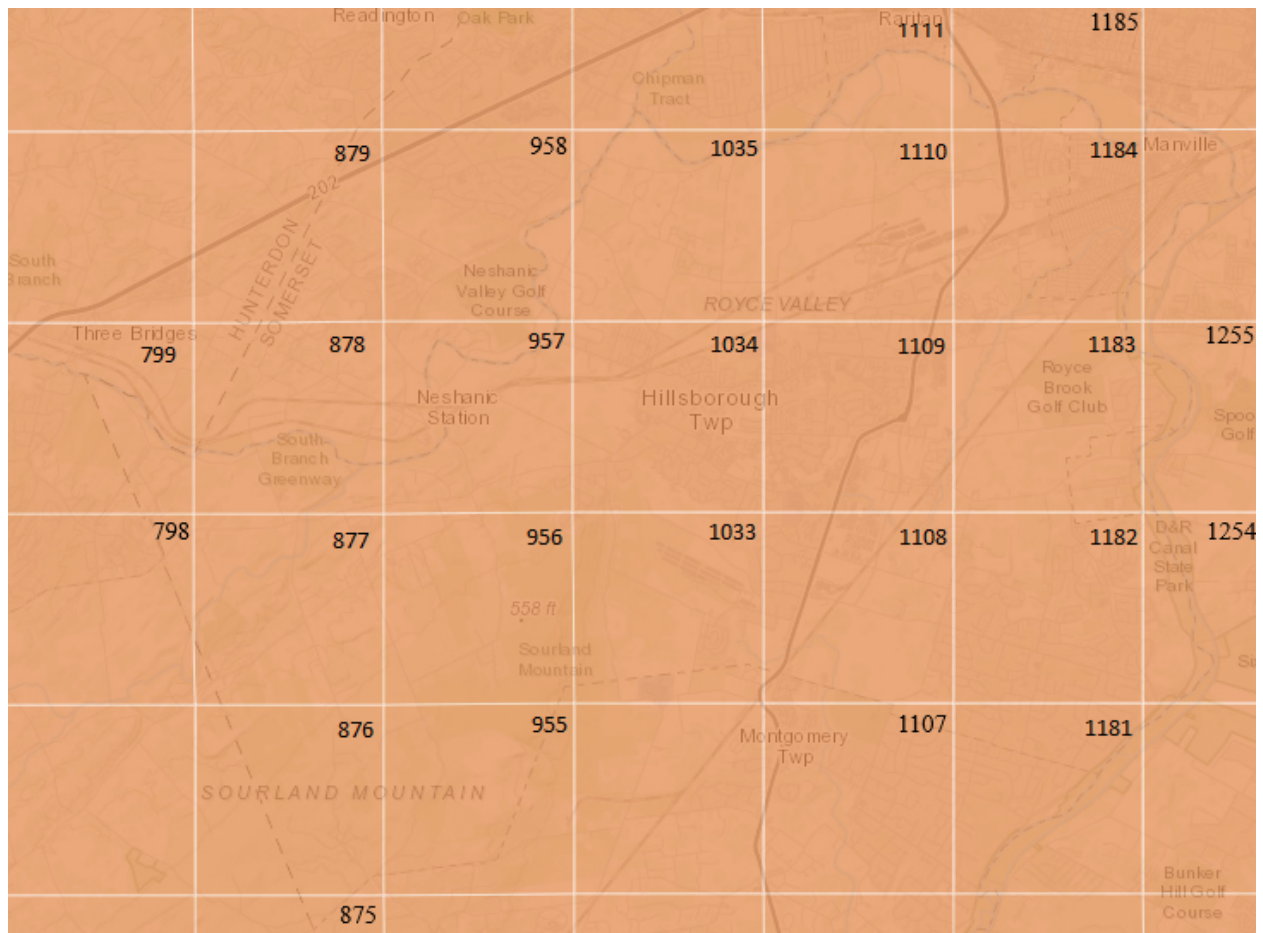 Readington
Oak Park
Raritan
1111
1185
Chipman
Tract
879
958
1035
1110
1184
Manville
202
HUNTERDON
SOMERSET
South
Branch
Neshanic
Valley Golf
Course
ROYCE VALLEY
Three Bridges
799
878
957
1034
1109
1183
1255
Royce
Brook
Golf Club
Neshanic
Station
Hillsborough
Twp
Spoo
Golf
South
Branch
Greenway
798
877
956
1033
1108
1182
1254
D&R
Canal
State
Park
558 ft
Sourland
Mountain
876
955
1107
1181
Montgomery
Twp
SOURLAND MOUNTAIN
Bunker
Hill Golf
Course
875